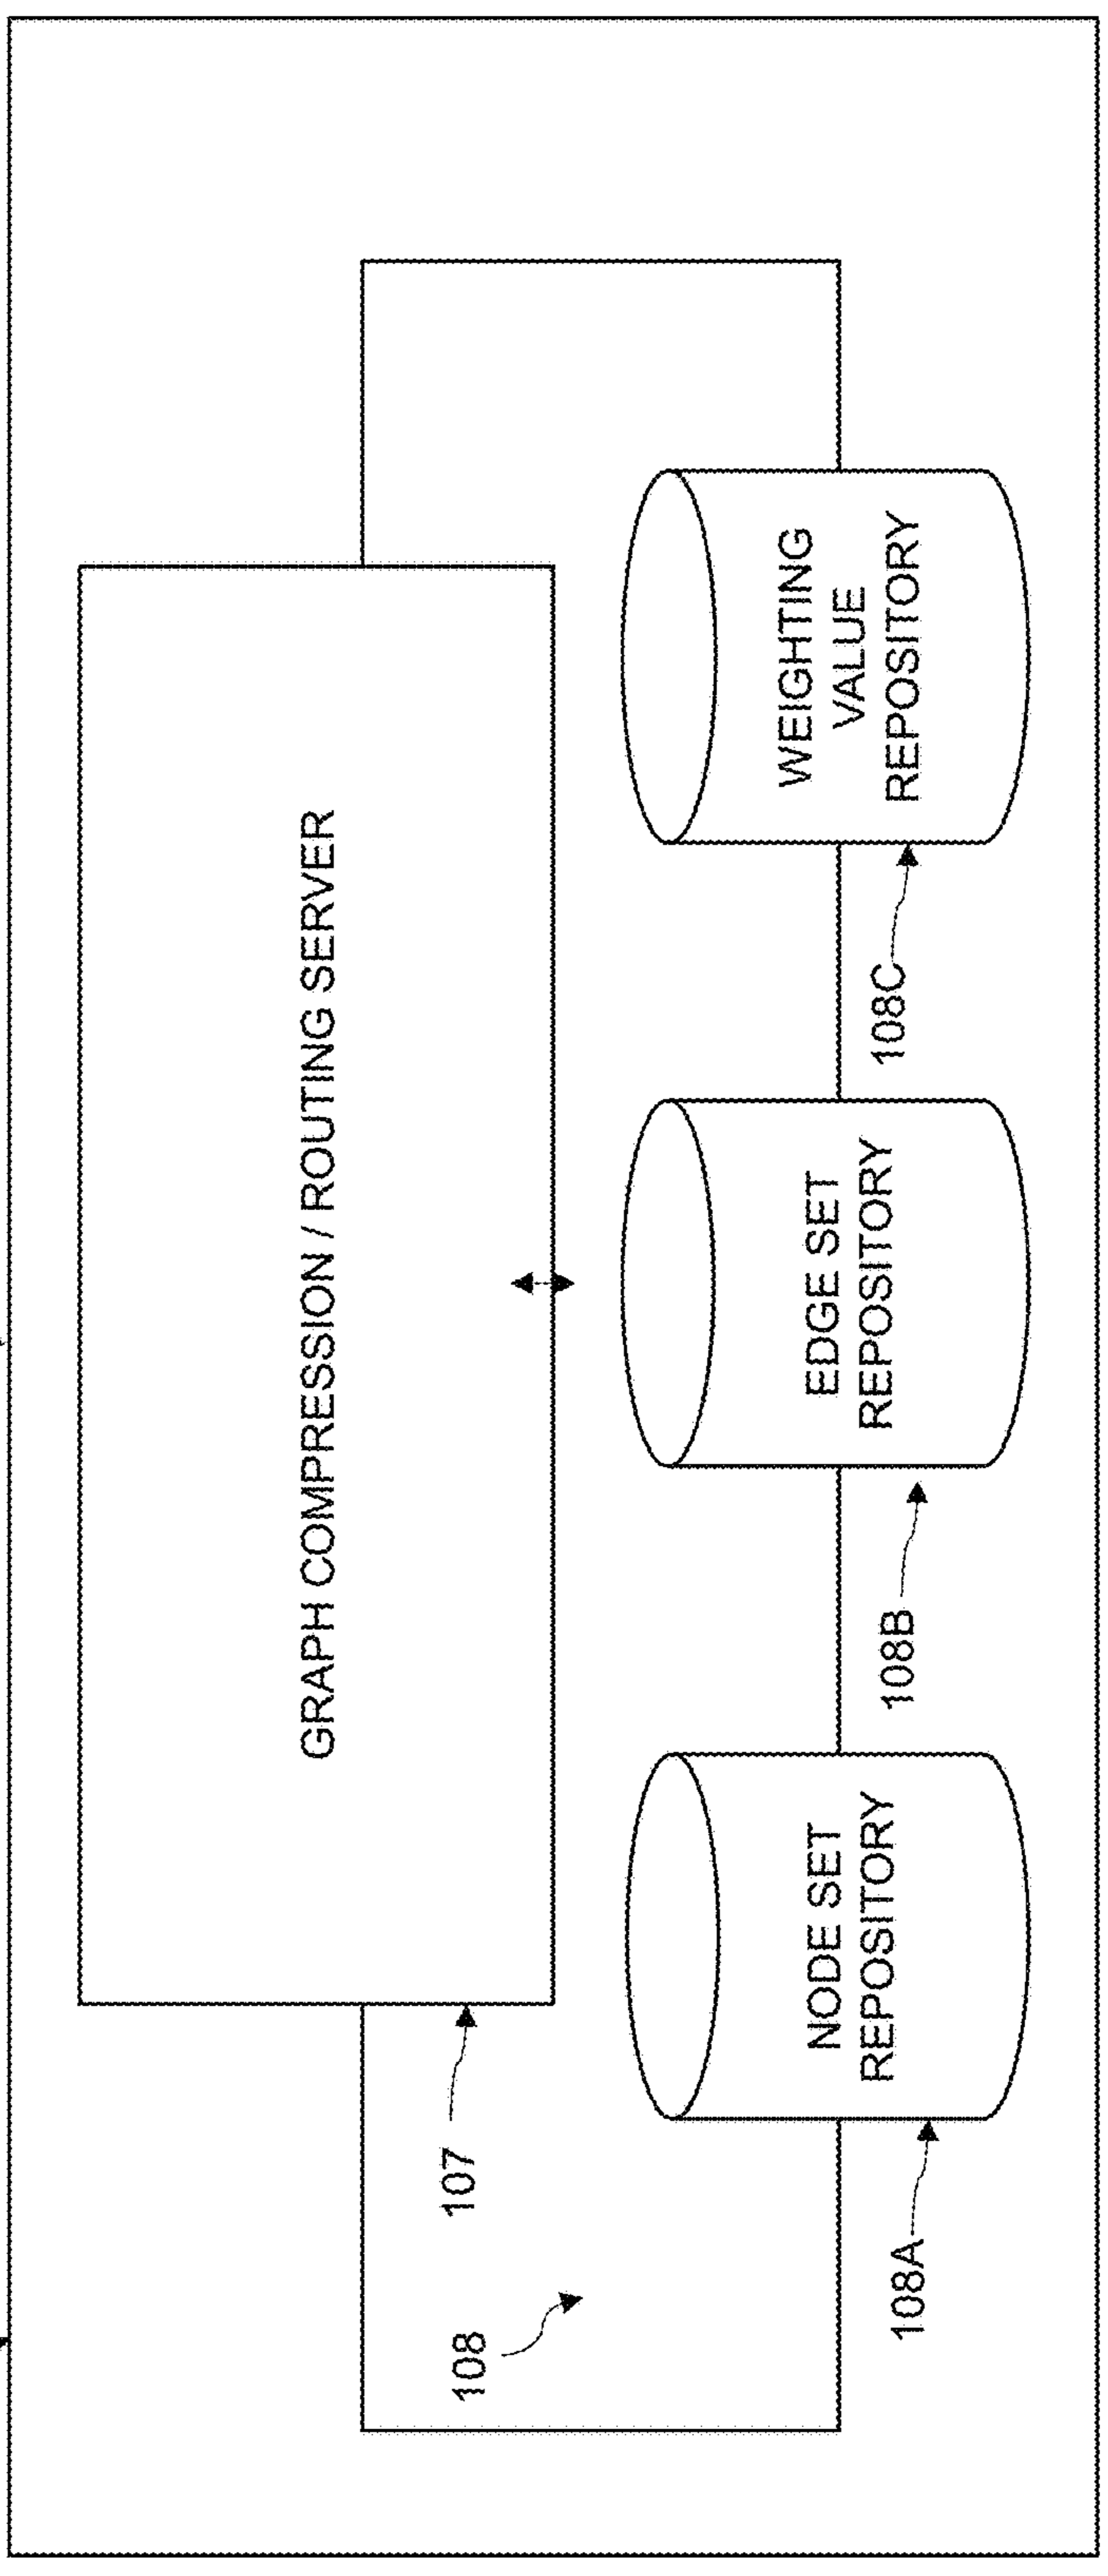 GRAPH COMPRESSION / ROUTING SERVER
107
108
NODE SET
REPOSITORY
EDGE SET
REPOSITORY
WEIGHTING
VALUE
REPOSITORY
108A
108B
108C